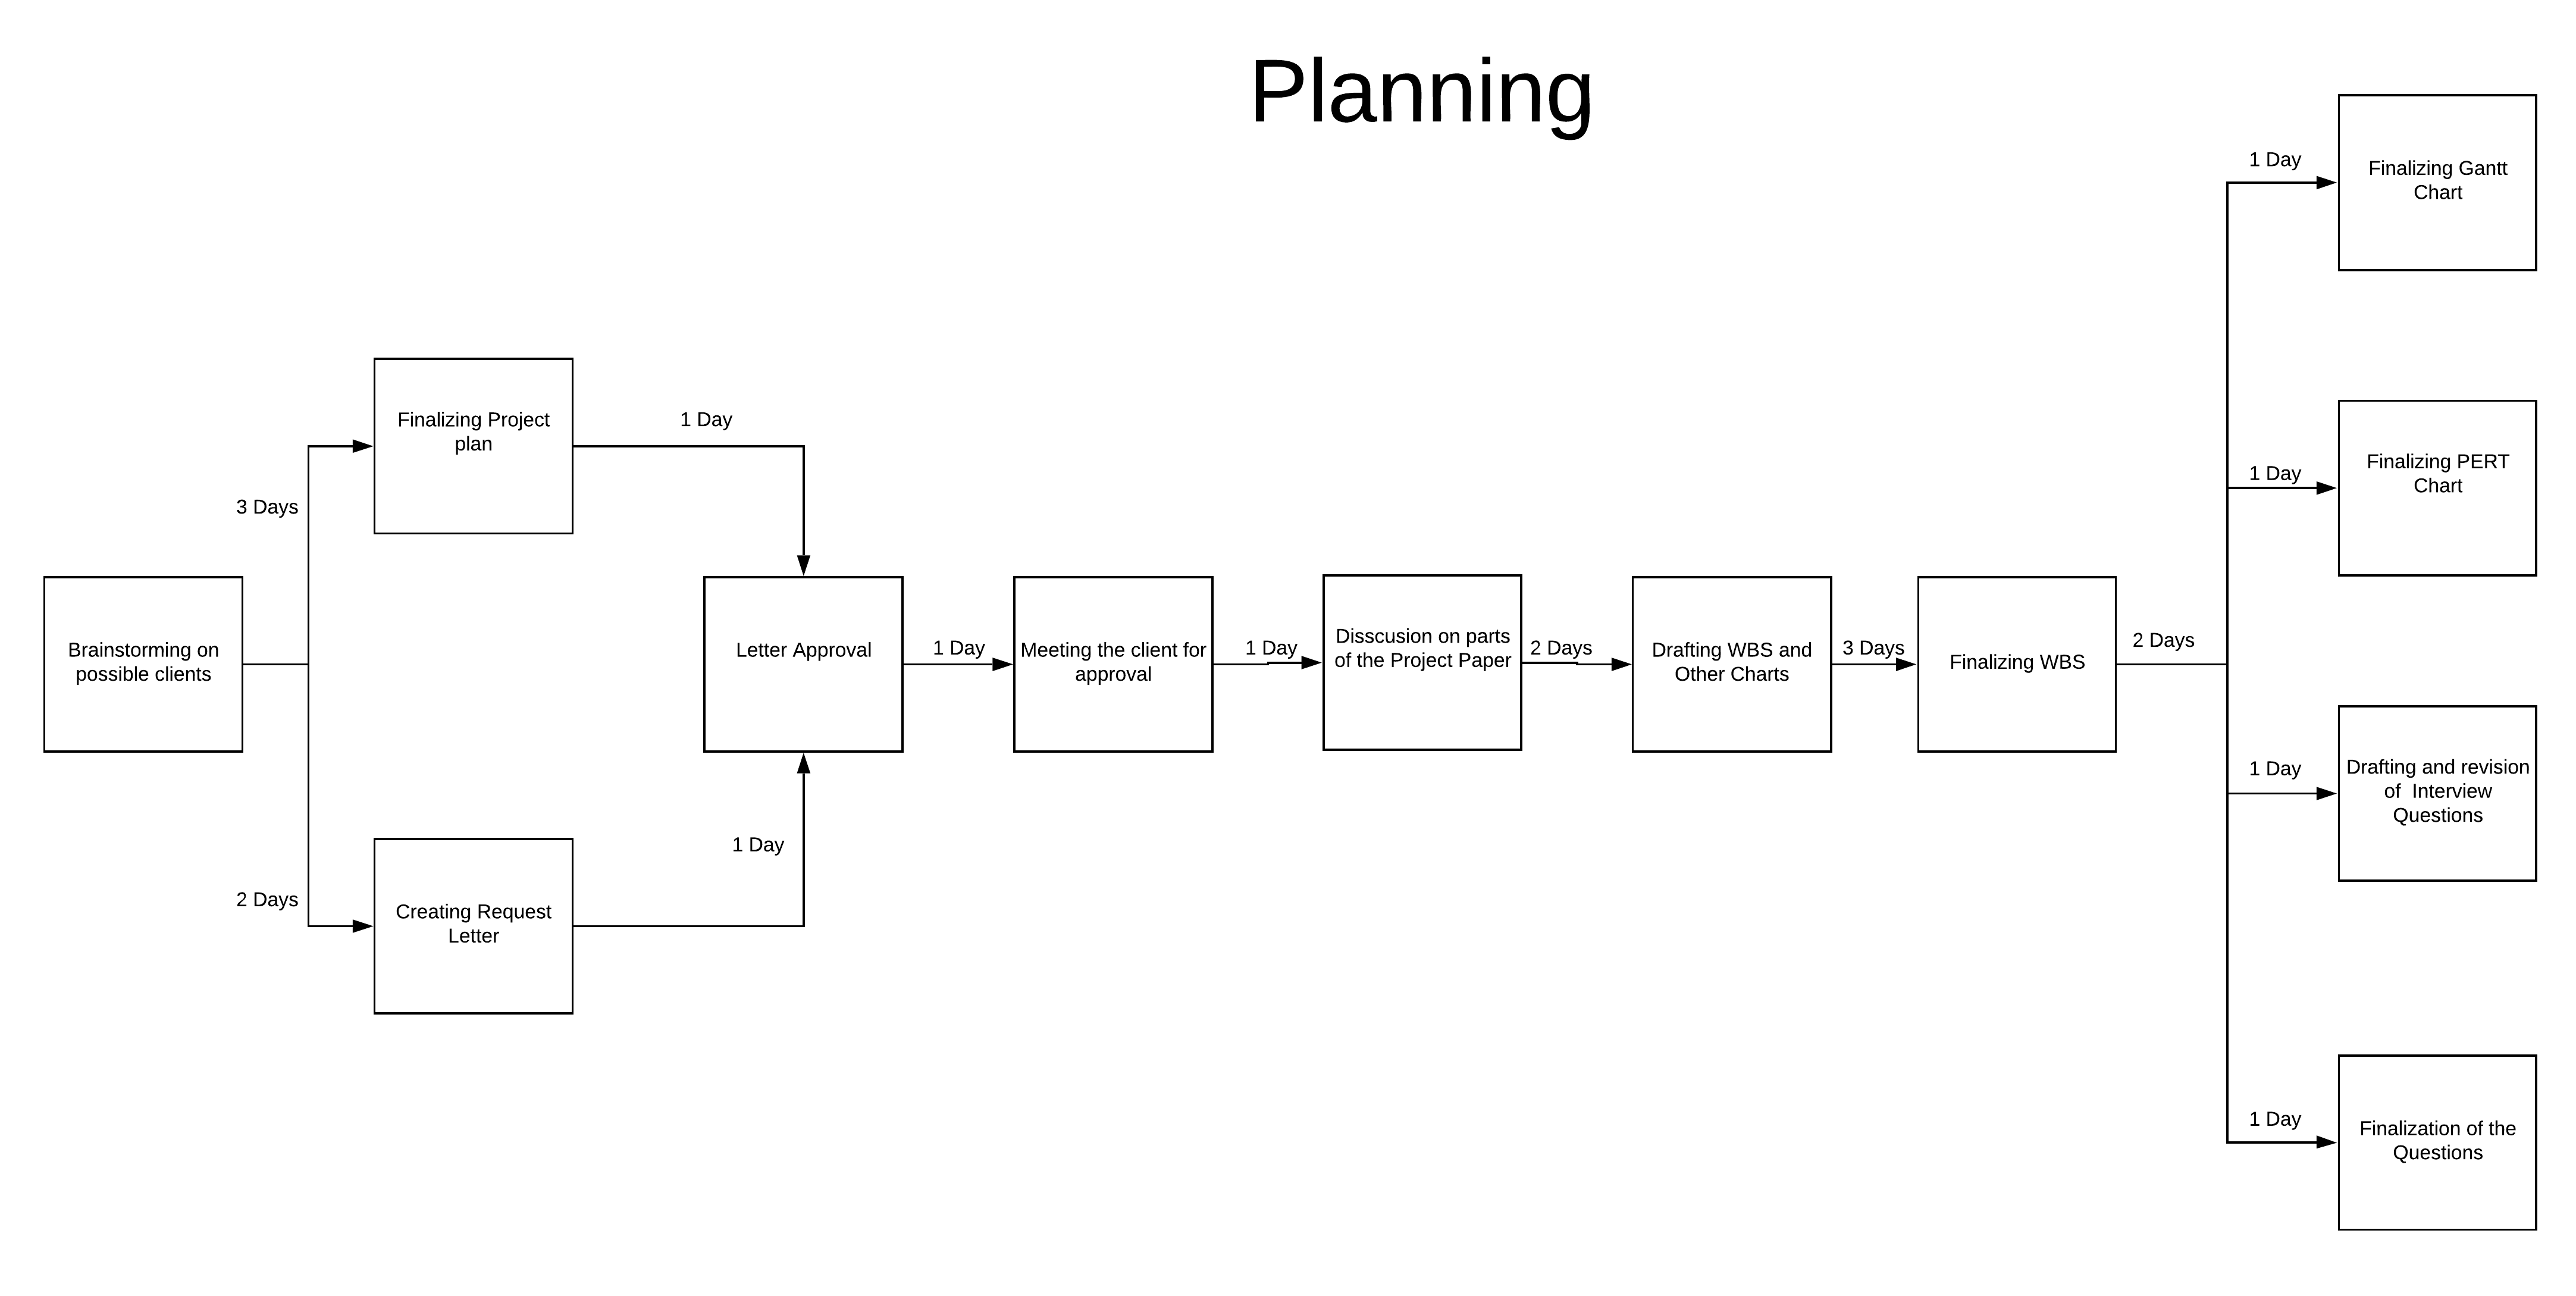 Planning
Brainstorming on
possible clients
3 Days
2 Days
Finalizing Project
plan
Creating Request
Letter
1 Day
1 Day
Letter Approval
1 Day
Meeting the client for
approval
1 Day
Disscusion on parts
of the Project Paper
2 Days
Drafting WBS and
Other Charts
3 Days
Finalizing WBS
2 Days
1 Day
Finalizing Gantt
Chart
1 Day
Finalizing PERT
Chart
1 Day
Drafting and revision
of  Interview
Questions
1 Day
Finalization of the
Questions